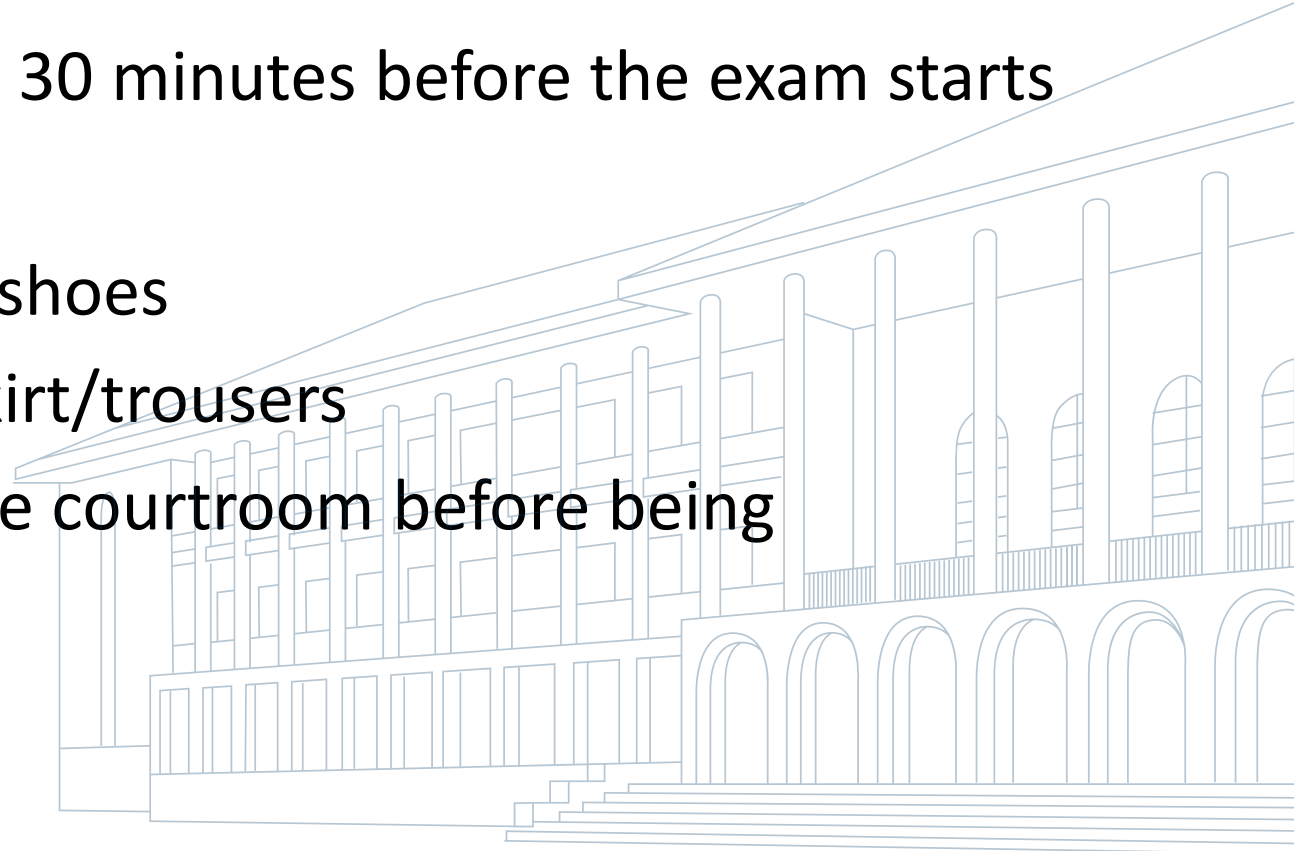 30 minutes before the exam starts
shoes
irt/trousers
e courtroom before being